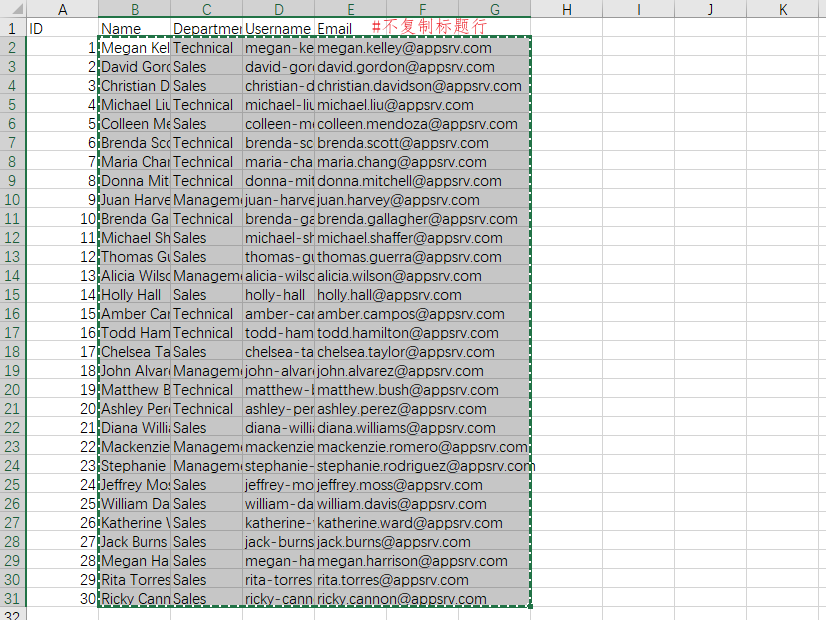 A B C D E F G H I J K
1 ID Name Departmer Username Email #不复制标题行
2 1 Megan Kel Technical megan-ke megan.kelley@appsrv.com
3 2 David Gord Sales david-gord david.gordon@appsrv.com
4 3 Christian D Sales christian-d christian.davidson@appsrv.com
5 4 Michael Liu Technical michael-liu michael.liu@appsrv.com
6 5 Colleen Me Sales colleen-me colleen.mendoza@appsrv.com
7 6 Brenda Sco Technical brenda-sc brenda.scott@appsrv.com
8 7 Maria Char Technical maria-cha maria.chang@appsrv.com
9 8 Donna Mit Technical donna-mit donna.mitchell@appsrv.com
10 9 Juan Harve Managem juan-harve juan.harvey@appsrv.com
11 10 Brenda Ga Technical brenda-ga brenda.gallagher@appsrv.com
12 11 Michael Sh Sales michael-sh michael.shaffer@appsrv.com
13 12 Thomas Gu Sales thomas-gu thomas.guerra@appsrv.com
14 13 Alicia Wilso Managem alicia-wilso alicia.wilson@appsrv.com
15 14 Holly Hall Sales holly-hall holly.hall@appsrv.com
16 15 Amber Car Technical amber-car amber.campos@appsrv.com
17 16 Todd Ham Technical todd-ham todd.hamilton@appsrv.com
18 17 Chelsea Ta Sales chelsea-ta chelsea.taylor@appsrv.com
19 18 John Alvar Managem john-alvar john.alvarez@appsrv.com
20 19 Matthew B Technical matthew-b matthew.bush@appsrv.com
21 20 Ashley Per Technical ashley-per ashley.perez@appsrv.com
22 21 Diana Willi Sales diana-willi diana.williams@appsrv.com
23 22 Mackenzie Managem mackenzie mackenzie.romero@appsrv.com
24 23 Stephanie Managem stephanie- stephanie.rodriguez@appsrv.com
25 24 Jeffrey Mos Sales jeffrey-mo jeffrey.moss@appsrv.com
26 25 William Da Sales william-da william.davis@appsrv.com
27 26 Katherine W Sales katherine- katherine.ward@appsrv.com
28 27 Jack Burns Sales jack-burns jack.burns@appsrv.com
29 28 Megan Ha Sales megan-ha megan.harrison@appsrv.com
30 29 Rita Torres Sales rita-torres rita.torres@appsrv.com
31 30 Ricky Cann Sales ricky-cann ricky.cannon@appsrv.com
32